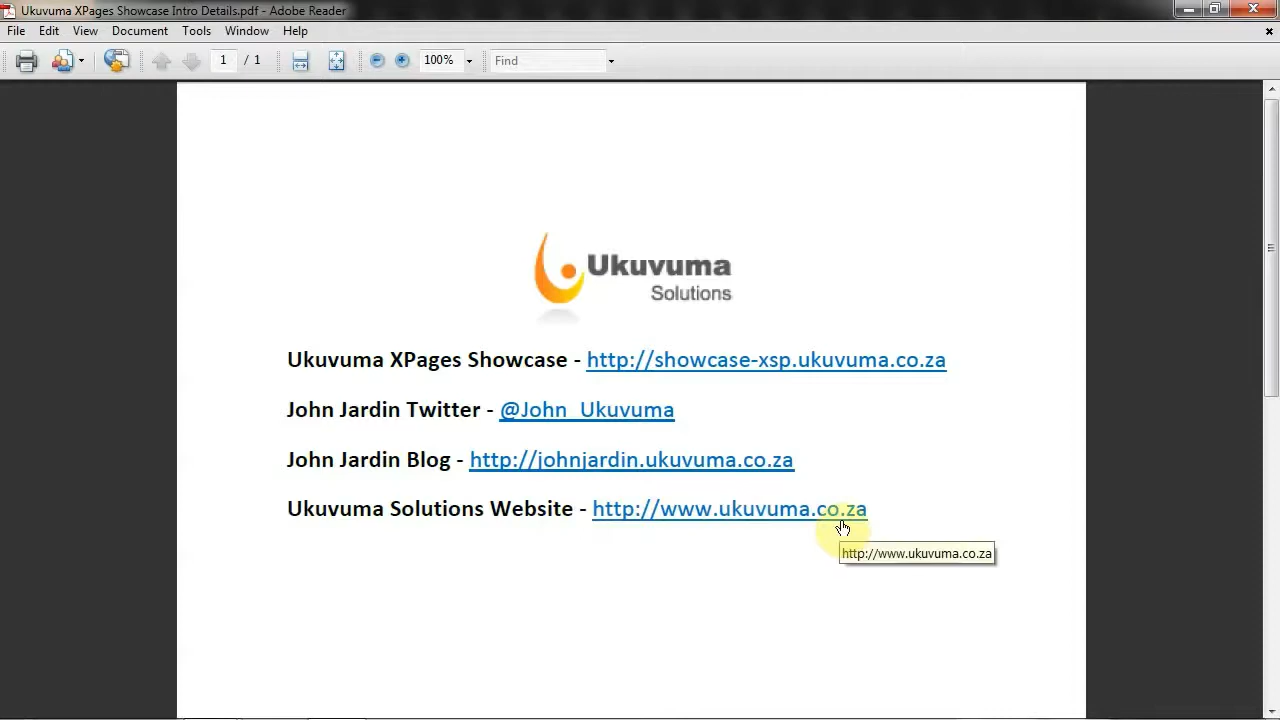 Ukuvuma XPages Showcase Intro Details.pdf - Adobe Reader
File Edit View Document Tools Window Help
1 / 1 100% Find
Ukuvuma
Solutions
Ukuvuma XPages Showcase - http://showcase-xsp.ukuvuma.co.za
John Jardin Twitter - @John_Ukuvuma
John Jardin Blog - http://johnjardin.ukuvuma.co.za
Ukuvuma Solutions Website - http://www.ukuvuma.co.za
http://www.ukuvuma.co.za